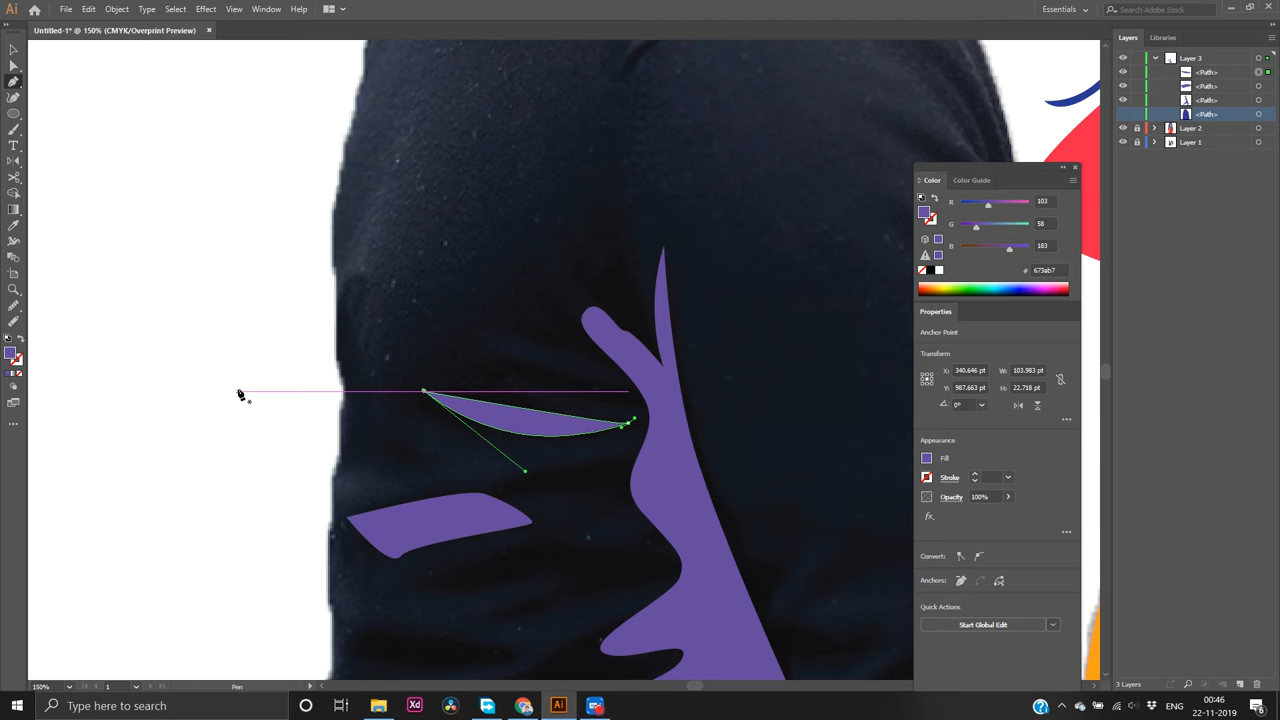 Ai File Edit Object Type Select Effect View Window Help Essentials Search Adobe Stock
Untitled-1* @ 150% (CMYK/Overprint Preview) ×
Layers Libraries
Layer 3
<Path>
<Path>
<Path>
<Path>
Layer 2
Layer 1
Color Color Guide
R 103
G 58
B 183
# 673ab7
Properties
Anchor Point
Transform
X: 340.646 pt W: 103.983 pt
Y: 987.663 pt H: 22.718 pt
0°
Appearance
Fill
Stroke
Opacity 100%
fx.
Convert:
Anchors:
Quick Actions
Start Global Edit
150% 1 Pen 3 Layers
Type here to search Xd Ai 00:46
22-11-2019 6